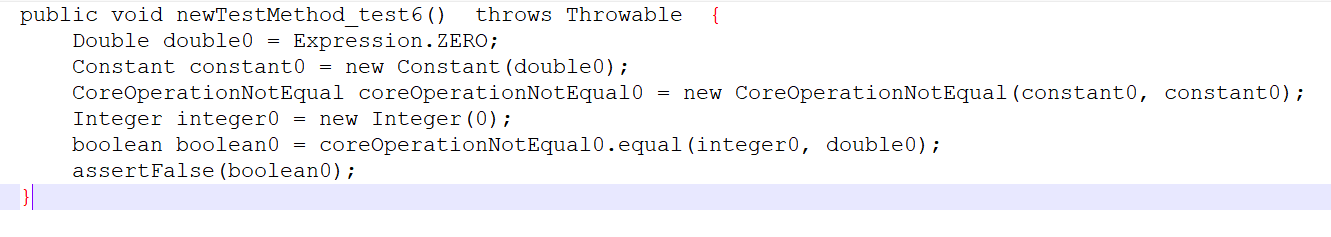 public void newTestMethod_test6()  throws Throwable  {
    Double double0 = Expression.ZERO;
    Constant constant0 = new Constant(double0);
    CoreOperationNotEqual coreOperationNotEqual0 = new CoreOperationNotEqual(constant0, constant0);
    Integer integer0 = new Integer(0);
    boolean boolean0 = coreOperationNotEqual0.equal(integer0, double0);
    assertFalse(boolean0);
}